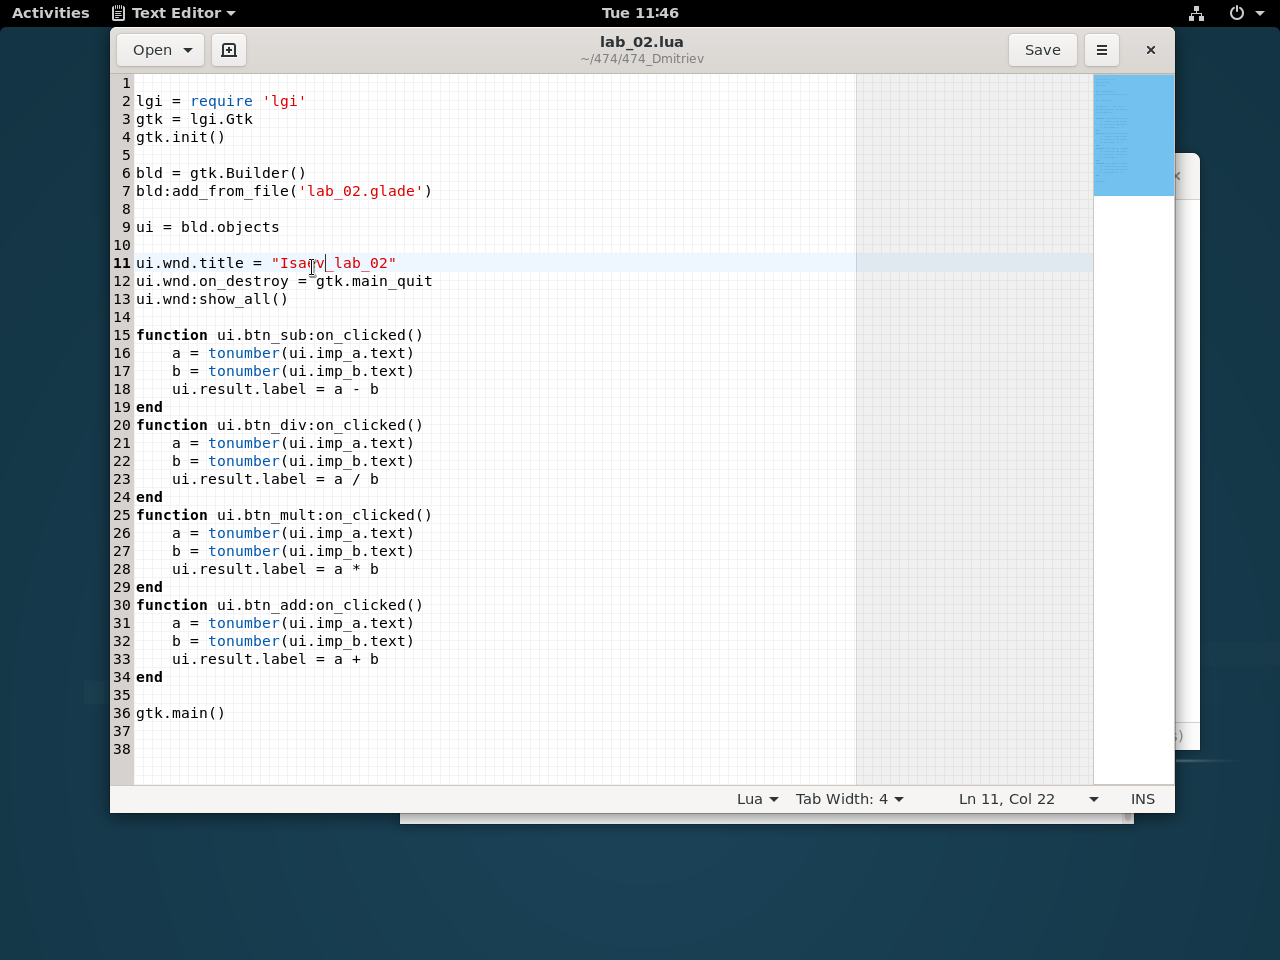 Activities Text Editor Tue 11:46
Open lab_02.lua Save
~/474/474_Dmitriev
1
2 lgi = require 'lgi'
3 gtk = lgi.Gtk
4 gtk.init()
5
6 bld = gtk.Builder()
7 bld:add_from_file('lab_02.glade')
8
9 ui = bld.objects
10
11 ui.wnd.title = "Isaev_lab_02"
12 ui.wnd.on_destroy = gtk.main_quit
13 ui.wnd:show_all()
14
15 function ui.btn_sub:on_clicked()
16     a = tonumber(ui.imp_a.text)
17     b = tonumber(ui.imp_b.text)
18     ui.result.label = a - b
19 end
20 function ui.btn_div:on_clicked()
21     a = tonumber(ui.imp_a.text)
22     b = tonumber(ui.imp_b.text)
23     ui.result.label = a / b
24 end
25 function ui.btn_mult:on_clicked()
26     a = tonumber(ui.imp_a.text)
27     b = tonumber(ui.imp_b.text)
28     ui.result.label = a * b
29 end
30 function ui.btn_add:on_clicked()
31     a = tonumber(ui.imp_a.text)
32     b = tonumber(ui.imp_b.text)
33     ui.result.label = a + b
34 end
35
36 gtk.main()
37
38
Lua Tab Width: 4 Ln 11, Col 22 INS